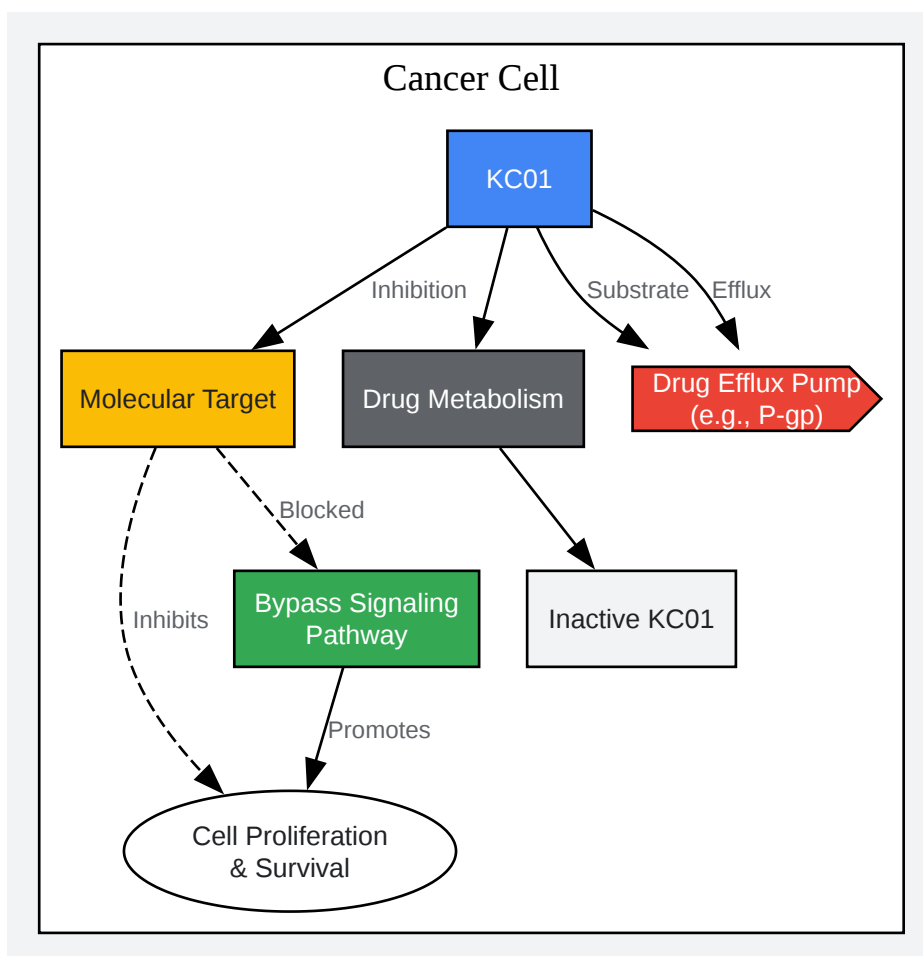 Cancer Cell
KC01
Inhibition
Substrate
Efflux
Molecular Target
Drug Metabolism
Drug Efflux Pump
(e.g., P-gp)
Blocked
Inhibits
Bypass Signaling
Pathway
Inactive KC01
Promotes
Cell Proliferation
& Survival